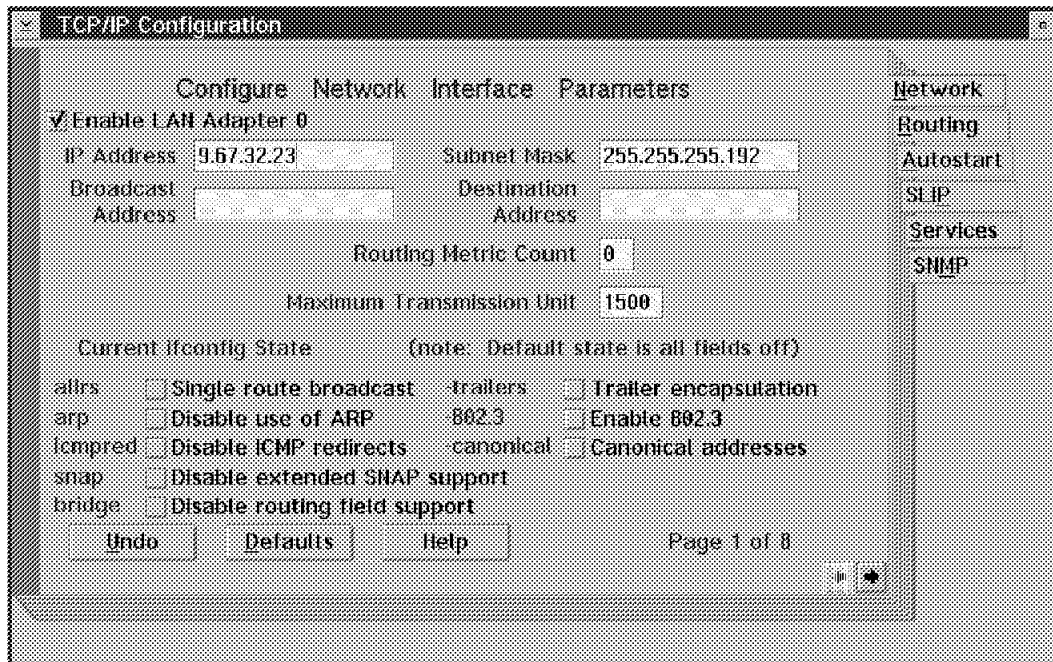 TCP/IP Configuration
Configure Network Interface Parameters
Enable LAN Adapter 0
IP Address 9.67.32.23 Subnet Mask 255.255.255.192
Broadcast Address Destination Address
Routing Metric Count 0
Maximum Transmission Unit 1500
Current ifconfig State (note: Default state is all fields off)
allrs Single route broadcast -trailers Trailer encapsulation
arp Disable use of ARP -802.3 Enable 802.3
icmpred Disable ICMP redirects -canonical Canonical addresses
snap Disable extended SNAP support
bridge Disable routing field support
Undo Defaults Help Page 1 of 8
Network
Routing
Autostart
SLIP
Services
SNMP